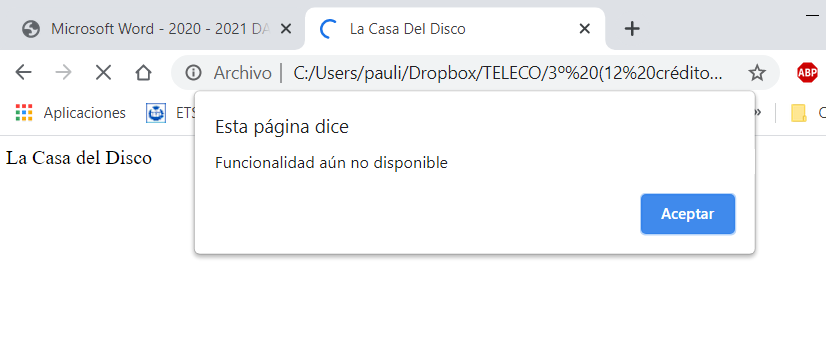 Microsoft Word - 2020 - 2021 DA
La Casa Del Disco
Archivo | C:/Users/pauli/Dropbox/TELECO/3º%20(12%20crédito...
ABP
Aplicaciones
ETS
»
La Casa del Disco
Esta página dice
Funcionalidad aún no disponible
Aceptar